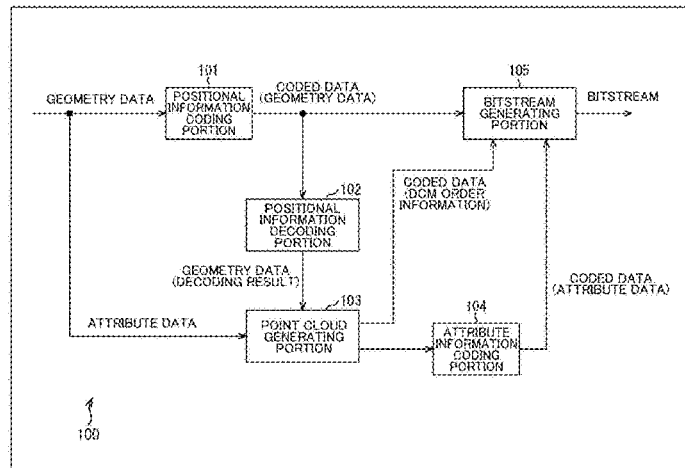 101
105
GEOMETRY DATA
POSITIONAL
INFORMATION
CODING
PORTION
CODED DATA
(GEOMETRY DATA)
BITSTREAM
GENERATING
PORTION
BITSTREAM
102
POSITIONAL
INFORMATION
DECODING
PORTION
CODED DATA
(DCM ORDER
INFORMATION)
GEOMETRY DATA
(DECODING RESULT)
CODED DATA
(ATTRIBUTE DATA)
103
104
ATTRIBUTE DATA
POINT CLOUD
GENERATING
PORTION
ATTRIBUTE
INFORMATION
CODING
PORTION
100